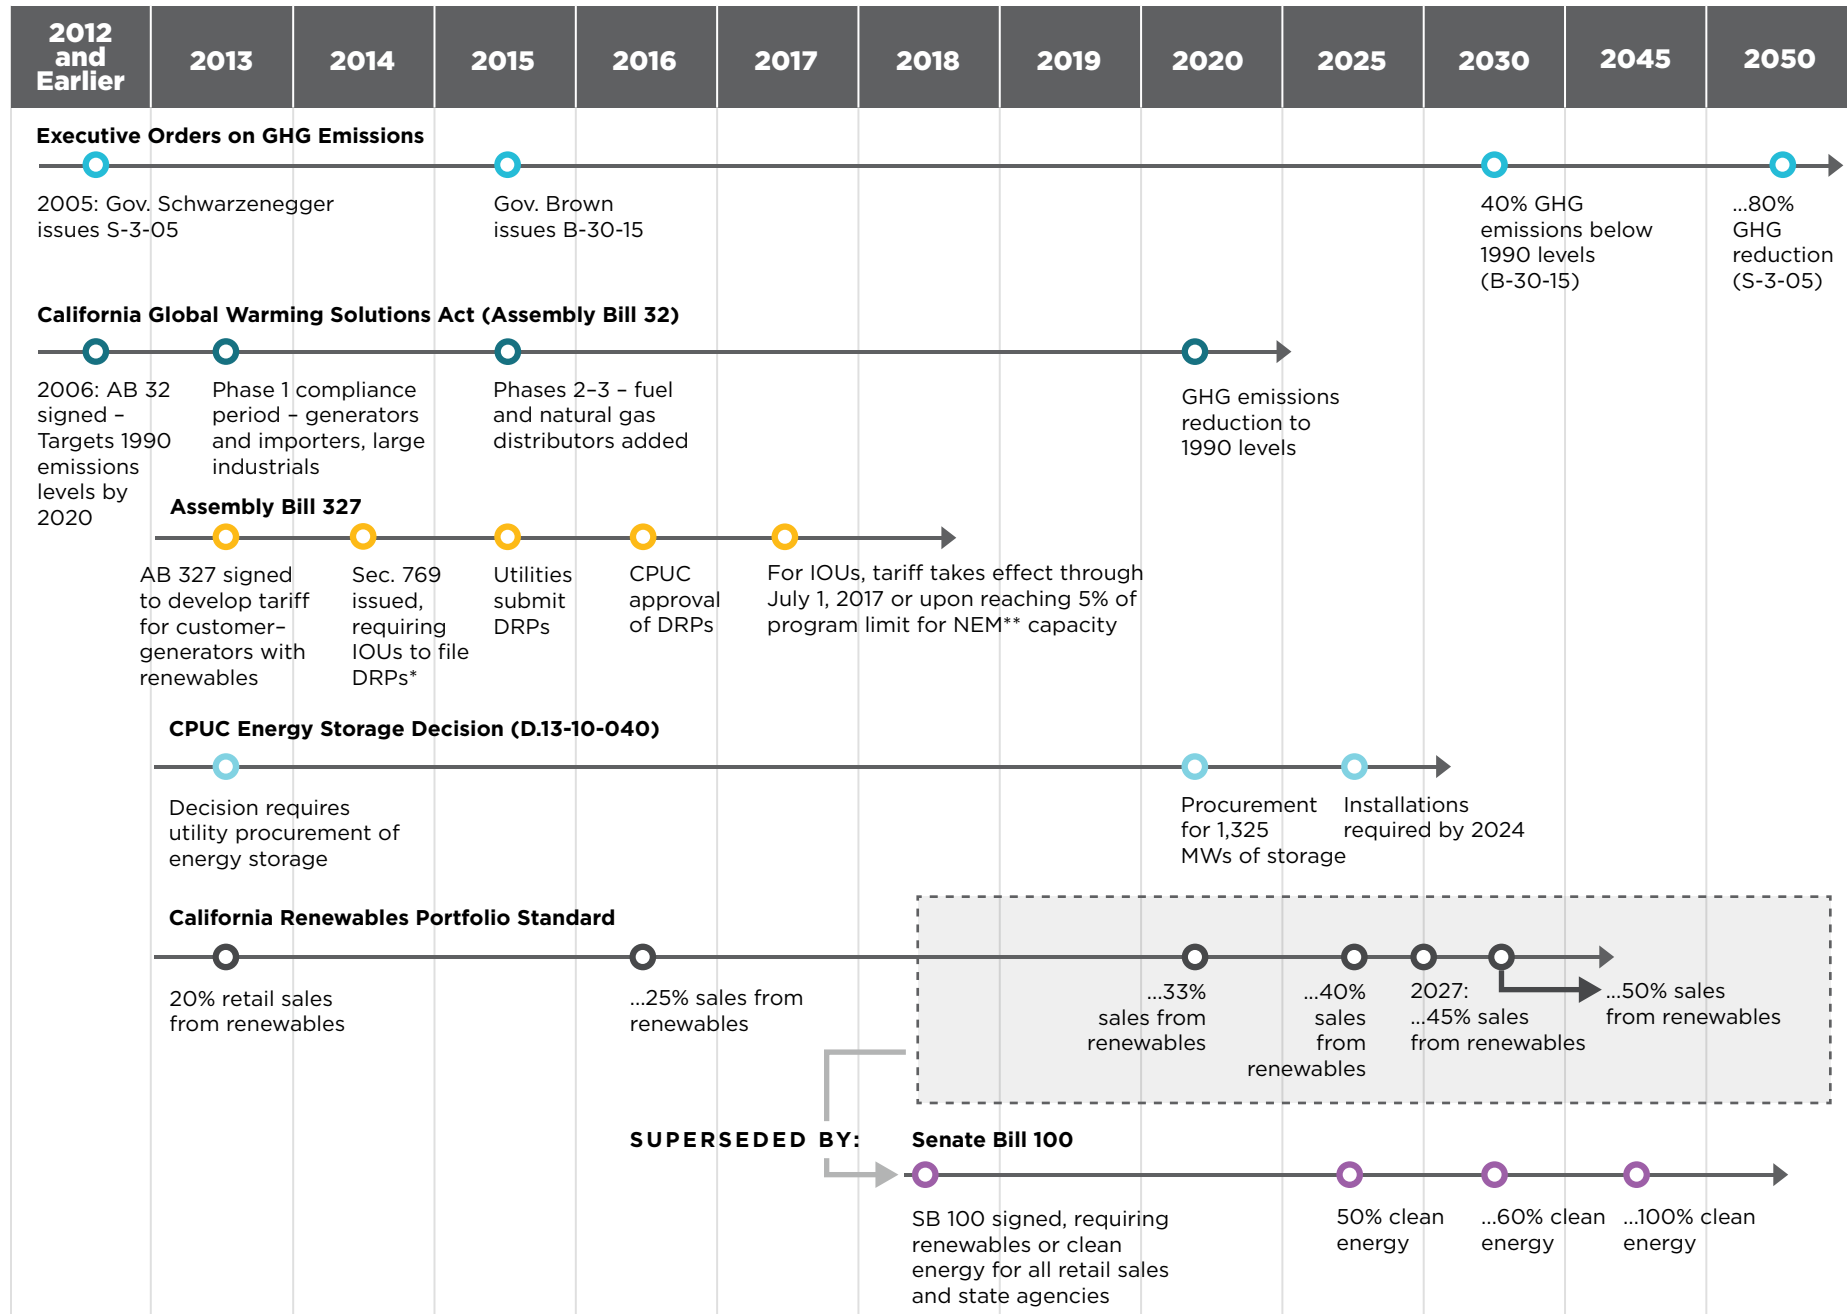 2012
and
Earlier
2013
2014
2015
2016
2017
2018
2019
2020
2025
2030
2045
2050
Executive Orders on GHG Emissions
2005: Gov. Schwarzenegger
issues S-3-05
Gov. Brown
issues B-30-15
40% GHG
emissions below
1990 levels
(B-30-15)
...80%
GHG
reduction
(S-3-05)
California Global Warming Solutions Act (Assembly Bill 32)
2006: AB 32
signed –
Targets 1990
emissions
levels by
2020
Phase 1 compliance
period – generators
and importers, large
industrials
Phases 2–3 – fuel
and natural gas
distributors added
GHG emissions
reduction to
1990 levels
Assembly Bill 327
AB 327 signed
to develop tariff
for customer–
generators with
renewables
Sec. 769
issued,
requiring
IOUs to file
DRPs*
Utilities
submit
DRPs
CPUC
approval
of DRPs
For IOUs, tariff takes effect through
July 1, 2017 or upon reaching 5% of
program limit for NEM** capacity
CPUC Energy Storage Decision (D.13-10-040)
Decision requires
utility procurement of
energy storage
Procurement
for 1,325
MWs of storage
Installations
required by 2024
California Renewables Portfolio Standard
20% retail sales
from renewables
...25% sales from
renewables
...33%
sales from
renewables
...40%
sales
from
renewables
2027:
...45% sales
from renewables
...50% sales
from renewables
SUPERSEDED BY:
Senate Bill 100
SB 100 signed, requiring
renewables or clean
energy for all retail sales
and state agencies
50% clean
energy
...60% clean
energy
...100% clean
energy